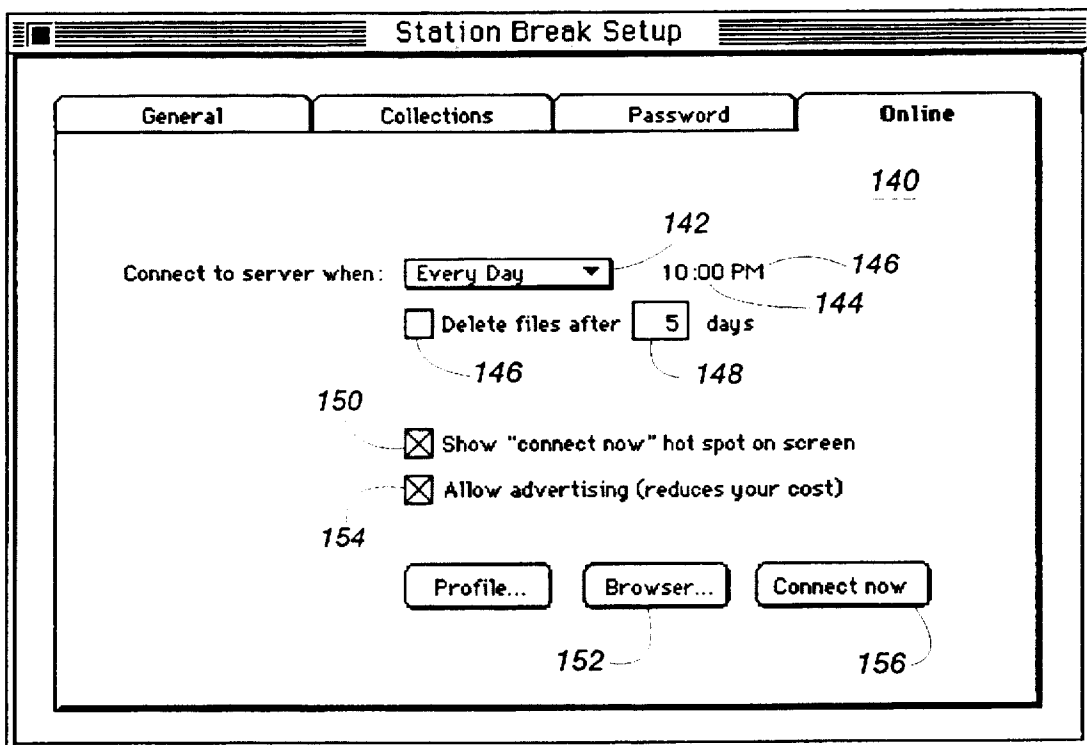 Station Break Setup
General Collections Password Online
140
142
Connect to server when: Every Day 10:00 PM 146
144
Delete files after 5 days
146 148
150
Show "connect now" hot spot on screen
Allow advertising (reduces your cost)
154
Profile... Browser... Connect now
152 156